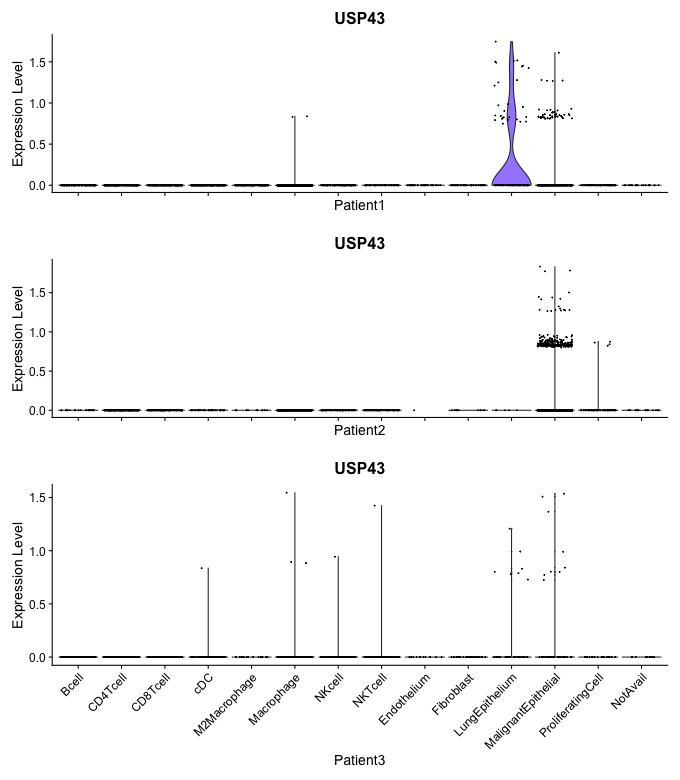 USP43
Expression Level
1.5
1.0
0.5
0.0
Patient1
USP43
Expression Level
1.5
1.0
0.5
0.0
Patient2
USP43
Expression Level
1.5
1.0
0.5
0.0
Bcell
CD4Tcell
CD8Tcell
cDC
M2Macrophage
Macrophage
NKcell
NKTcell
Endothelium
Fibroblast
LungEpithelium
MalignantEpithelial
ProliferatingCell
NotAvail
Patient3